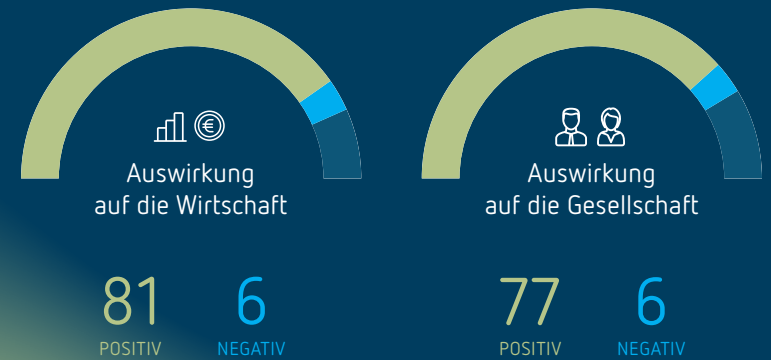 €
Auswirkung
auf die Wirtschaft
81 6
POSITIV NEGATIV
Auswirkung
auf die Gesellschaft
77 6
POSITIV NEGATIV